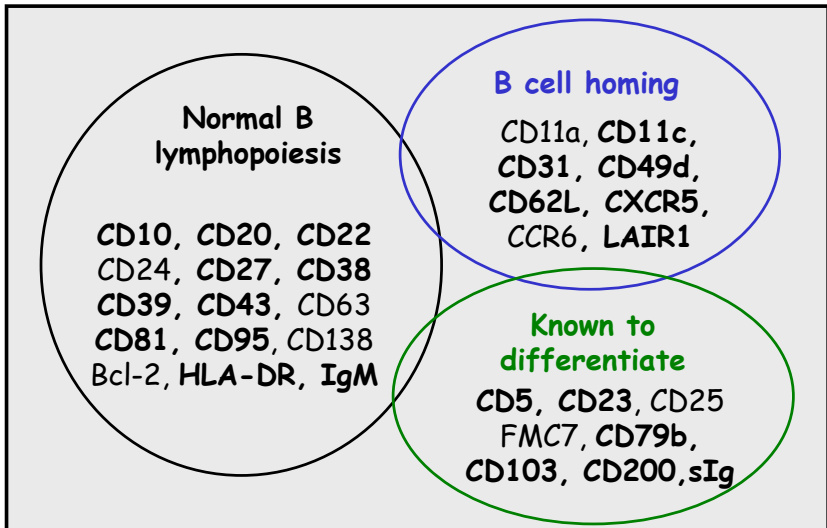 Normal B
lymphopoiesis
CD10, CD20, CD22
CD24, CD27, CD38
CD39, CD43, CD63
CD81, CD95, CD138
Bcl-2, HLA-DR, IgM
B cell homing
CD11a, CD11c,
CD31, CD49d,
CD62L, CXCR5,
CCR6, LAIR1
Known to
differentiate
CD5, CD23, CD25
FMC7, CD79b,
CD103, CD200,sIg